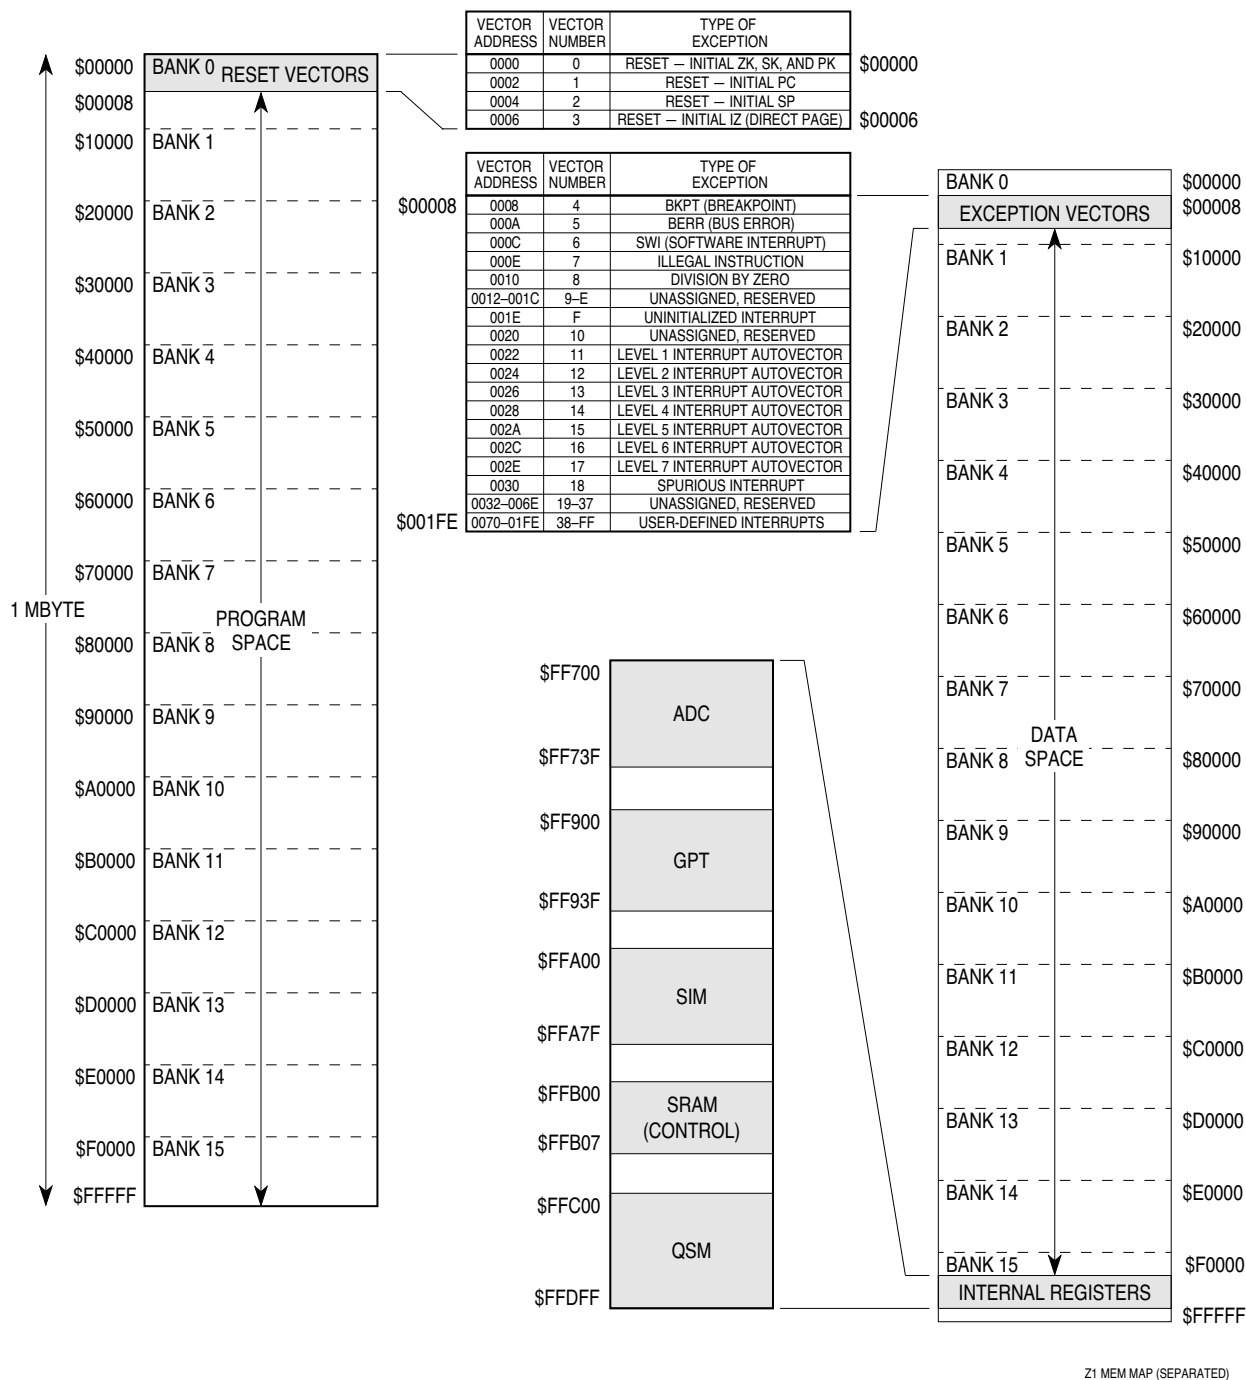 1 MBYTE
$00000 BANK 0 RESET VECTORS
$00008
$10000 BANK 1
$20000 BANK 2
$30000 BANK 3
$40000 BANK 4
$50000 BANK 5
$60000 BANK 6
$70000 BANK 7
PROGRAM
SPACE
$80000 BANK 8
$90000 BANK 9
$A0000 BANK 10
$B0000 BANK 11
$C0000 BANK 12
$D0000 BANK 13
$E0000 BANK 14
$F0000 BANK 15
$FFFFF
VECTOR VECTOR TYPE OF
ADDRESS NUMBER EXCEPTION
0000 0 RESET — INITIAL ZK, SK, AND PK $00000
0002 1 RESET — INITIAL PC
0004 2 RESET — INITIAL SP
0006 3 RESET — INITIAL IZ (DIRECT PAGE) $00006
VECTOR VECTOR TYPE OF
ADDRESS NUMBER EXCEPTION
$00008 0008 4 BKPT (BREAKPOINT)
000A 5 BERR (BUS ERROR)
000C 6 SWI (SOFTWARE INTERRUPT)
000E 7 ILLEGAL INSTRUCTION
0010 8 DIVISION BY ZERO
0012–001C 9–E UNASSIGNED, RESERVED
001E F UNINITIALIZED INTERRUPT
0020 10 UNASSIGNED, RESERVED
0022 11 LEVEL 1 INTERRUPT AUTOVECTOR
0024 12 LEVEL 2 INTERRUPT AUTOVECTOR
0026 13 LEVEL 3 INTERRUPT AUTOVECTOR
0028 14 LEVEL 4 INTERRUPT AUTOVECTOR
002A 15 LEVEL 5 INTERRUPT AUTOVECTOR
002C 16 LEVEL 6 INTERRUPT AUTOVECTOR
002E 17 LEVEL 7 INTERRUPT AUTOVECTOR
0030 18 SPURIOUS INTERRUPT
0032–006E 19–37 UNASSIGNED, RESERVED
$001FE 0070–01FE 38–FF USER-DEFINED INTERRUPTS
$FF700
ADC
$FF73F
$FF900
GPT
$FF93F
$FFA00
SIM
$FFA7F
$FFB00
SRAM
(CONTROL)
$FFB07
$FFC00
QSM
$FFDFF
BANK 0 $00000
EXCEPTION VECTORS $00008
BANK 1 $10000
BANK 2 $20000
BANK 3 $30000
BANK 4 $40000
BANK 5 $50000
BANK 6 $60000
BANK 7 $70000
DATA
SPACE
BANK 8 $80000
BANK 9 $90000
BANK 10 $A0000
BANK 11 $B0000
BANK 12 $C0000
BANK 13 $D0000
BANK 14 $E0000
BANK 15 $F0000
INTERNAL REGISTERS
$FFFFF
Z1 MEM MAP (SEPARATED)